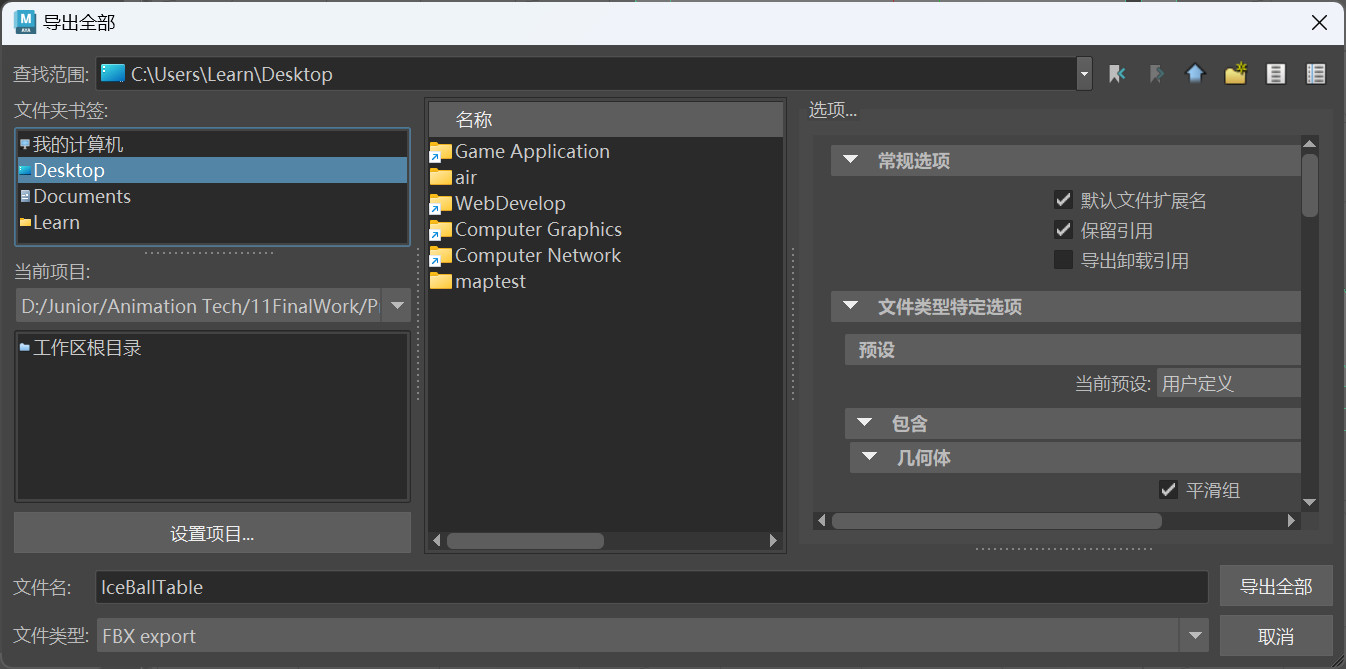 导出全部
查找范围: C:\Users\Learn\Desktop
文件夹书签:
我的计算机
Desktop
Documents
Learn
当前项目:
D:/Junior/Animation Tech/11FinalWork/P
工作区根目录
设置项目...
名称
Game Application
air
WebDevelop
Computer Graphics
Computer Network
maptest
选项...
常规选项
默认文件扩展名
保留引用
导出卸载引用
文件类型特定选项
预设
当前预设: 用户定义
包含
几何体
平滑组
文件名: IceBallTable
导出全部
文件类型: FBX export
取消